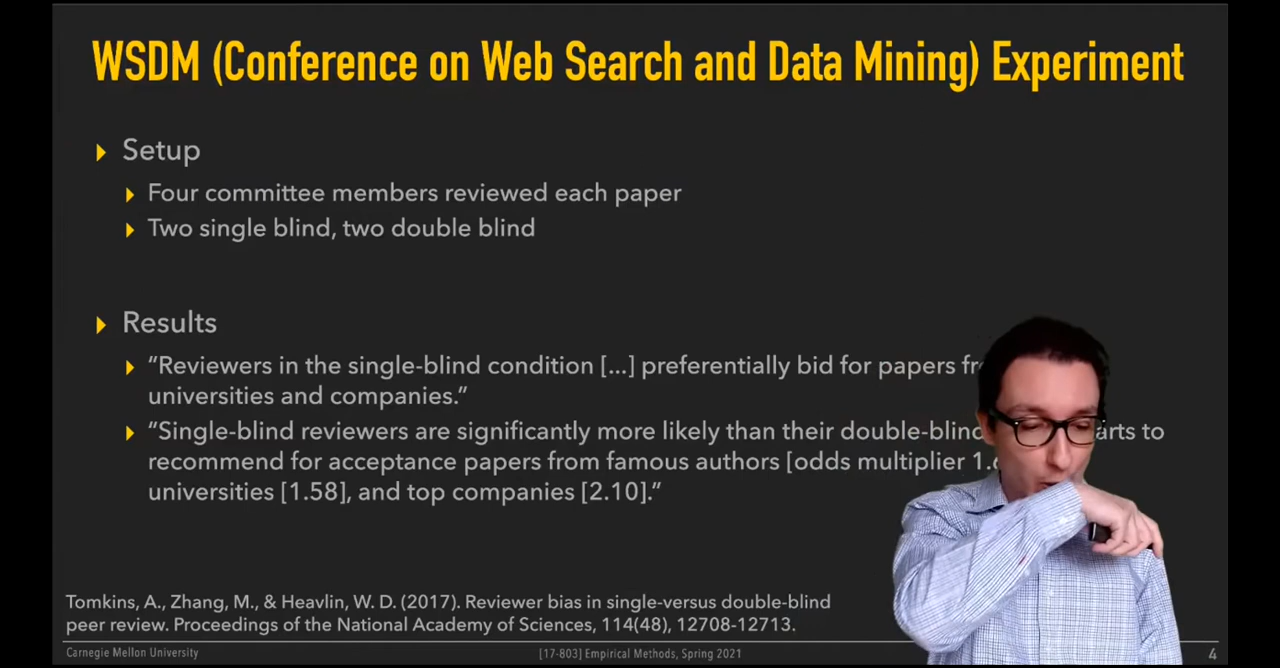 WSDM (Conference on Web Search and Data Mining) Experiment
Setup
Four committee members reviewed each paper
Two single blind, two double blind
Results
“Reviewers in the single-blind condition [...] preferentially bid for papers
universities and companies.”
“Single-blind reviewers are significantly more likely than their double-blind to
recommend for acceptance papers from famous authors [odds multiplier
universities [1.58], and top companies [2.10].”
Tomkins, A., Zhang, M., & Heavlin, W. D. (2017). Reviewer bias in single-versus double-blind
peer review. Proceedings of the National Academy of Sciences, 114(48), 12708-12713.
Carnegie Mellon University
[17-803] Empirical Methods, Spring 2021
4